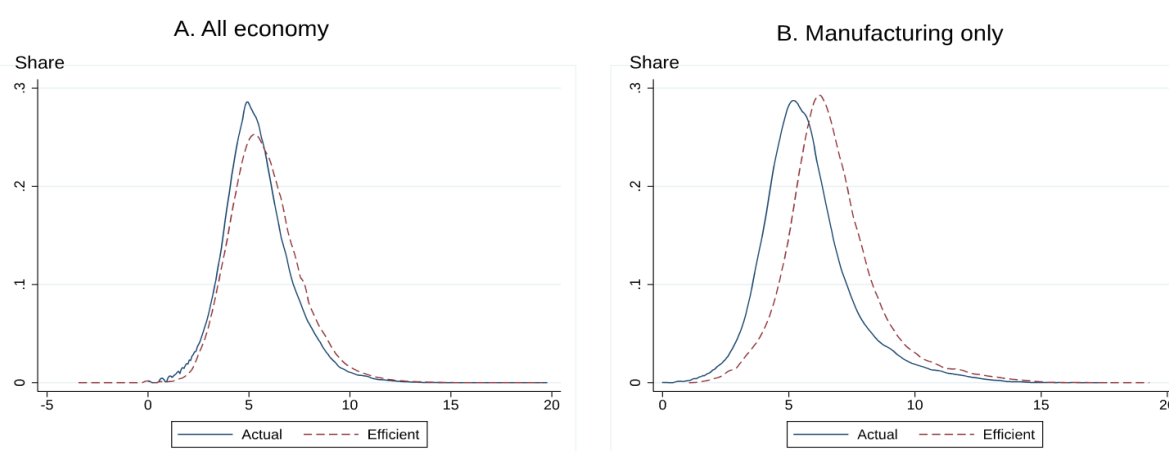 A. All economy
Share
.3
.2
.1
0
-5 0 5 10 15 20
Actual Efficient
B. Manufacturing only
Share
.3
.2
.1
0
0 5 10 15 20
Actual Efficient